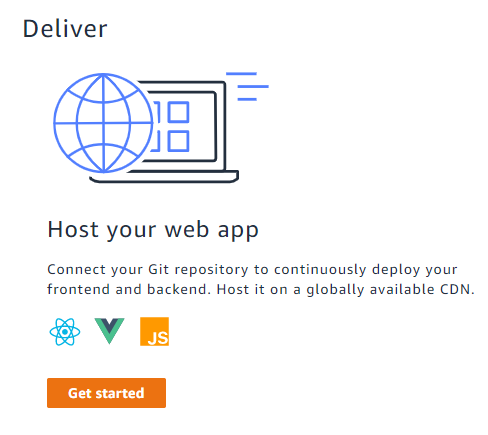 Deliver
Host your web app
Connect your Git repository to continuously deploy your
frontend and backend. Host it on a globally available CDN.
JS
Get started